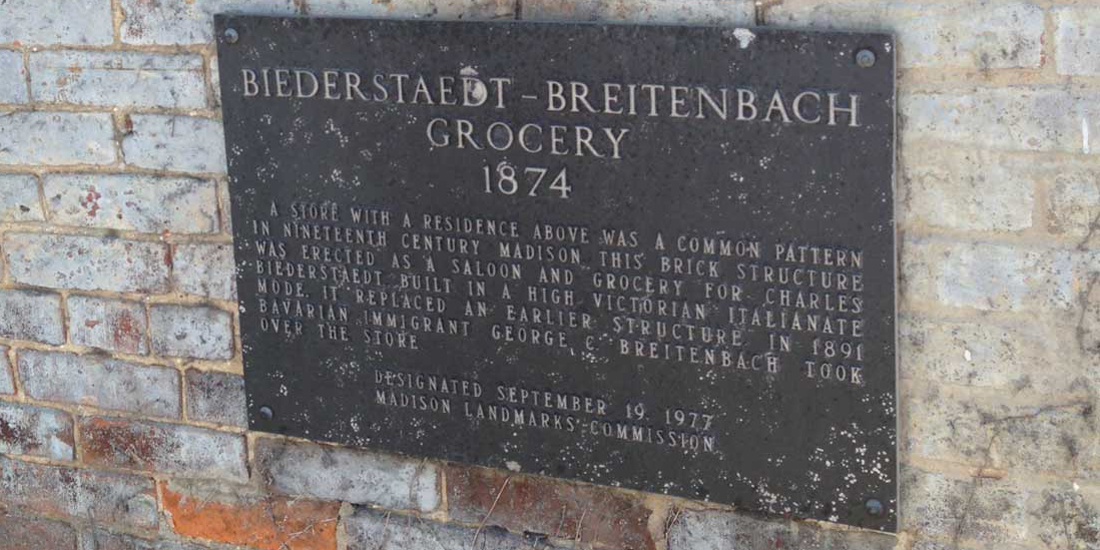 BIEDERSTAEDT – BREITENBACH
GROCERY
1874
A STORE WITH A RESIDENCE ABOVE WAS A COMMON PATTERN
IN NINETEENTH CENTURY MADISON. THIS BRICK STRUCTURE
WAS ERECTED AS A SALOON AND GROCERY FOR CHARLES
BIEDERSTAEDT. BUILT IN A HIGH VICTORIAN ITALIANATE
MODE, IT REPLACED AN EARLIER STRUCTURE. IN 1891
BAVARIAN IMMIGRANT GEORGE C. BREITENBACH TOOK
OVER THE STORE
DESIGNATED SEPTEMBER 19, 1977
MADISON LANDMARKS COMMISSION